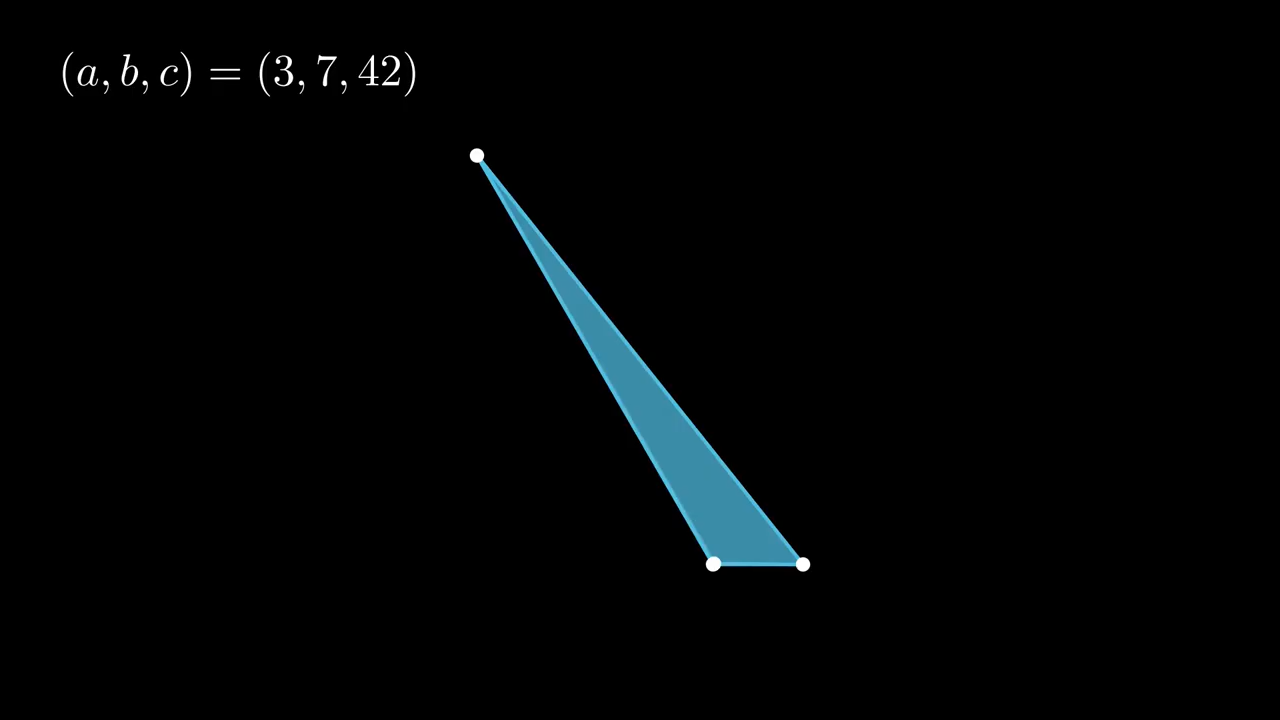 (a, b, c) = (3, 7, 42)